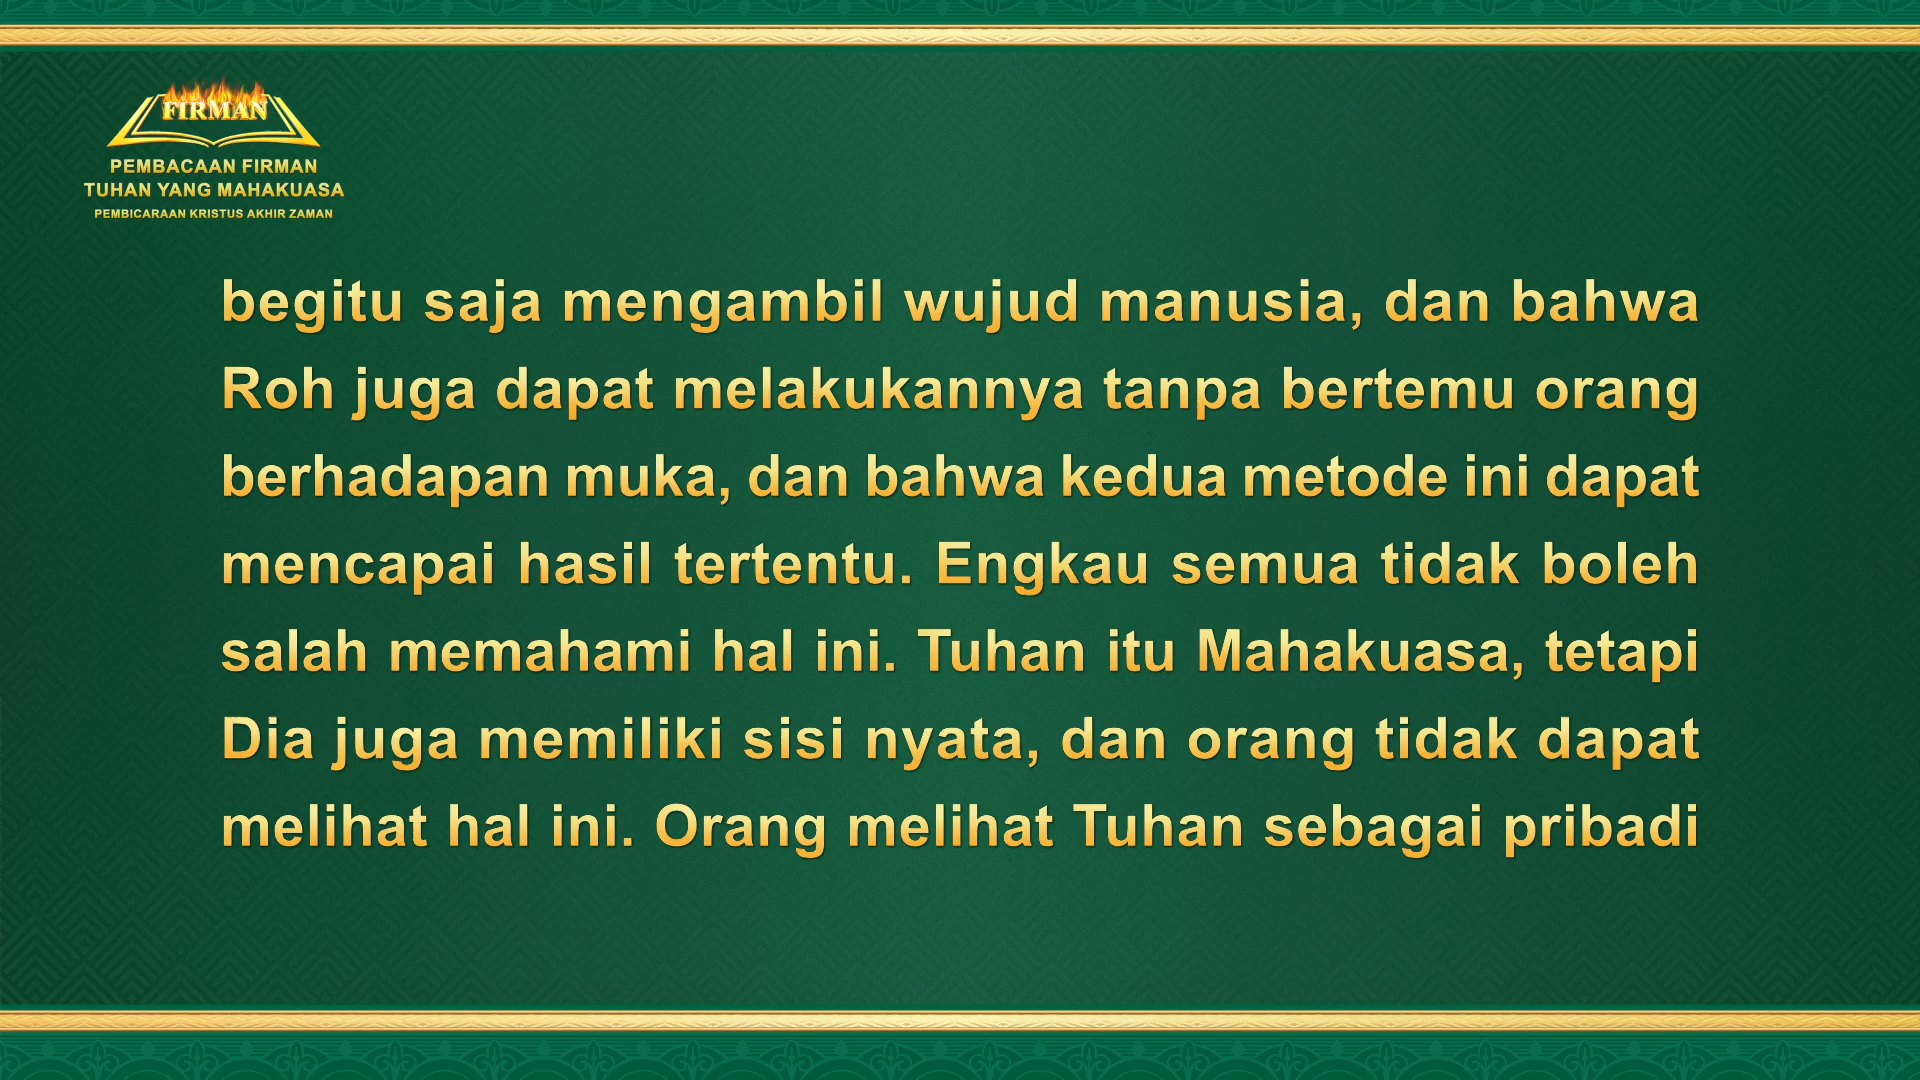 FIRMAN
PEMBACAAN FIRMAN
TUHAN YANG MAHAKUASA
PEMBICARAAN KRISTUS AKHIR ZAMAN
begitu saja mengambil wujud manusia, dan bahwa
Roh juga dapat melakukannya tanpa bertemu orang
berhadapan muka, dan bahwa kedua metode ini dapat
mencapai hasil tertentu. Engkau semua tidak boleh
salah memahami hal ini. Tuhan itu Mahakuasa, tetapi
Dia juga memiliki sisi nyata, dan orang tidak dapat
melihat hal ini. Orang melihat Tuhan sebagai pribadi